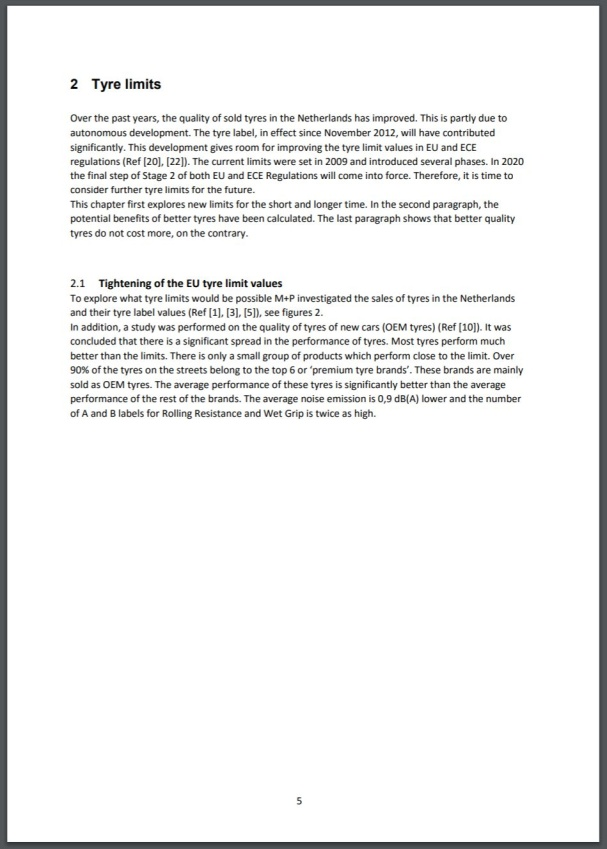 2 Tyre limits
Over the past years, the quality of sold tyres in the Netherlands has improved. This is partly due to
autonomous development. The tyre label, in effect since November 2012, will have contributed
significantly. This development gives room for improving the tyre limit values in EU and ECE
regulations (Ref [20], [22]). The current limits were set in 2009 and introduced several phases. In 2020
the final step of Stage 2 of both EU and ECE Regulations will come into force. Therefore, it is time to
consider further tyre limits for the future.
This chapter first explores new limits for the short and longer time. In the second paragraph, the
potential benefits of better tyres have been calculated. The last paragraph shows that better quality
tyres do not cost more, on the contrary.
2.1 Tightening of the EU tyre limit values
To explore what tyre limits would be possible M+P investigated the sales of tyres in the Netherlands
and their tyre label values (Ref [1], [3], [5]), see figures 2.
In addition, a study was performed on the quality of tyres of new cars (OEM tyres) (Ref [10]). It was
concluded that there is a significant spread in the performance of tyres. Most tyres perform much
better than the limits. There is only a small group of products which perform close to the limit. Over
90% of the tyres on the streets belong to the top 6 or ‘premium tyre brands’. These brands are mainly
sold as OEM tyres. The average performance of these tyres is significantly better than the average
performance of the rest of the brands. The average noise emission is 0,9 dB(A) lower and the number
of A and B labels for Rolling Resistance and Wet Grip is twice as high.
5